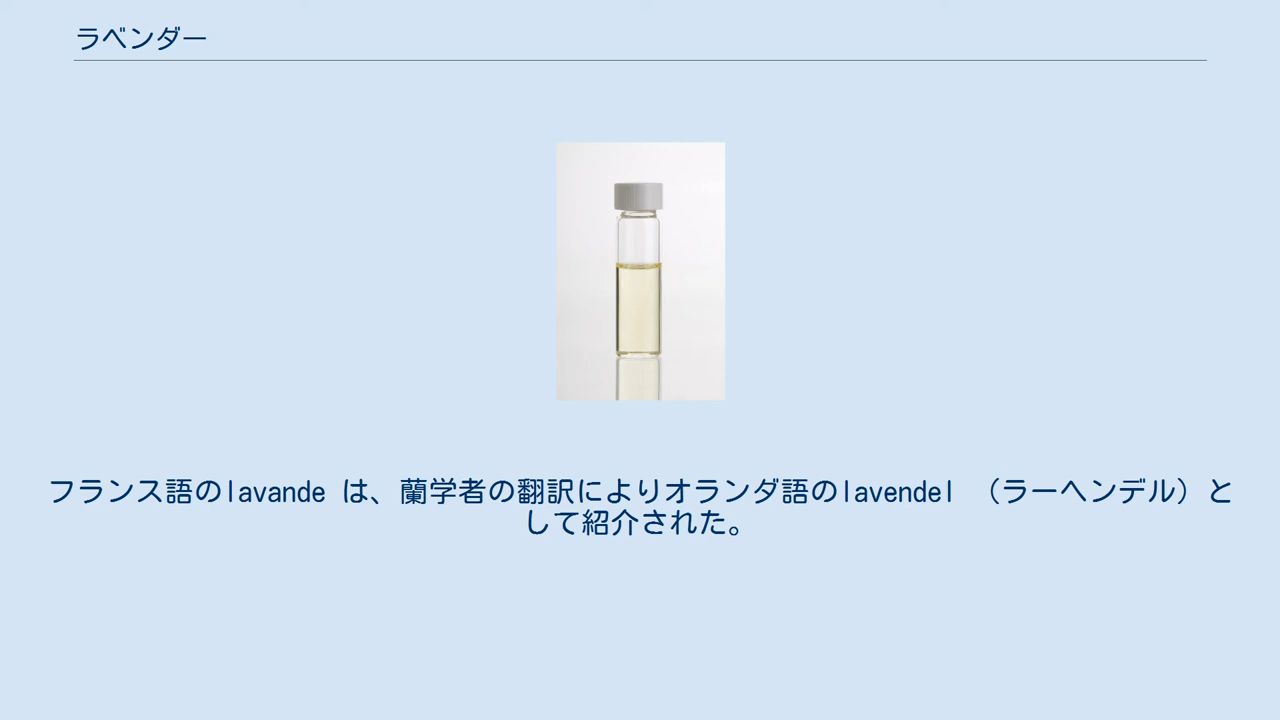 ラベンダー
フランス語のlavande は、蘭学者の翻訳によりオランダ語のlavendel （ラーヘンデル）と
して紹介された。